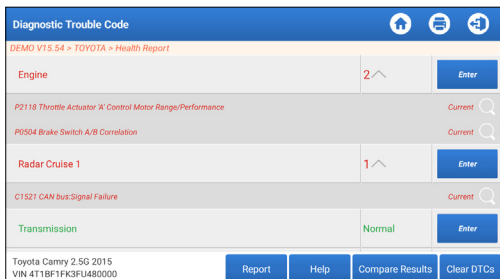 Diagnostic Trouble Code
DEMO V15.54 > TOYOTA > Health Report
Engine 2 Enter
P2118 Throttle Actuator 'A' Control Motor Range/Performance Current
P0504 Brake Switch A/B Correlation Current
Radar Cruise 1 1 Enter
C1521 CAN bus:Signal Failure Current
Transmission Normal Enter
Toyota Camry 2.5G 2015
VIN 4T1BF1FK3FU480000
Report Help Compare Results Clear DTCs